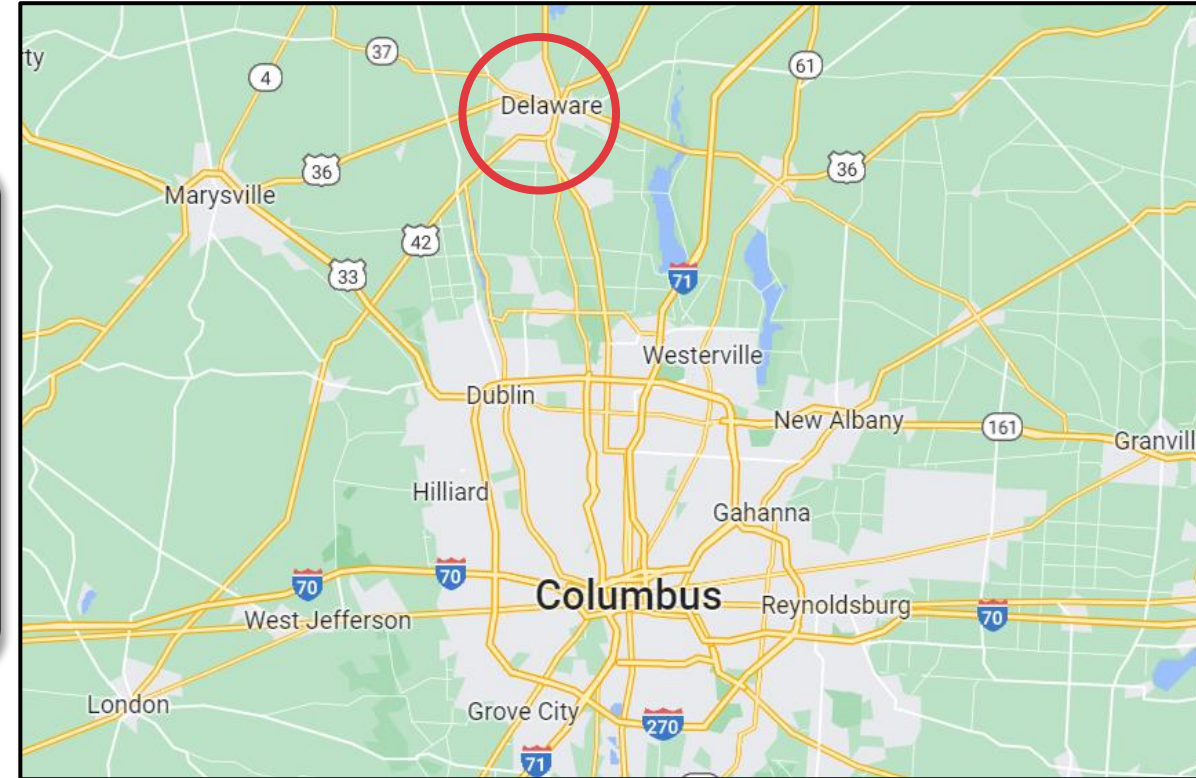 ty
37
4
61
Delaware
36
36
Marysville
42
33
71
Westerville
Dublin
New Albany
161
Granvill
Hilliard
Gahanna
70
70
Columbus
Reynoldsburg
70
West Jefferson
London
Grove City
270
71